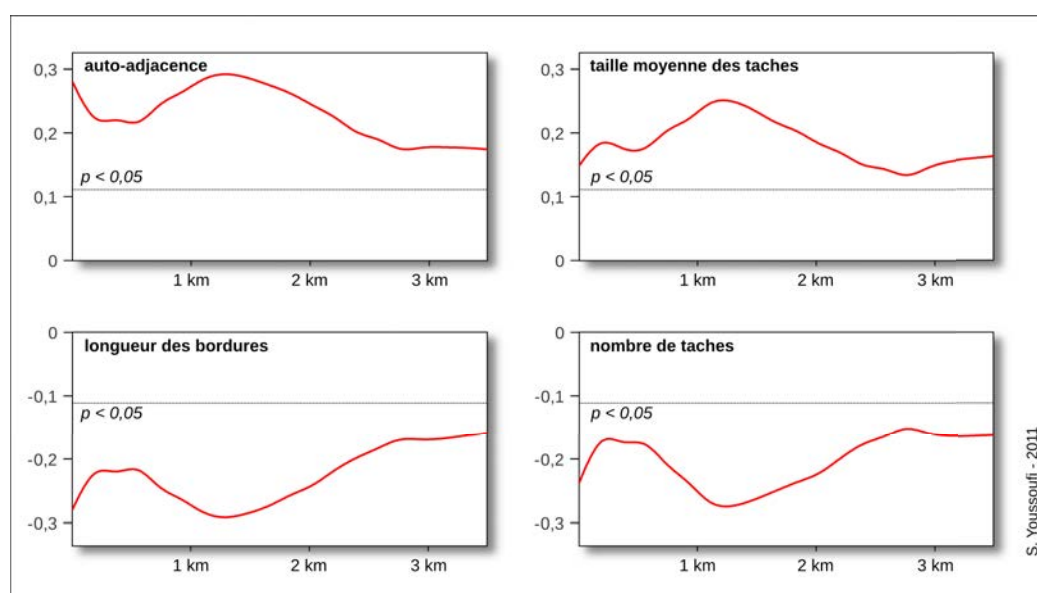 auto-adjacence
0,3
0,2
p < 0,05
0,1
0
1 km 2 km 3 km
taille moyenne des taches
0,3
0,2
p < 0,05
0,1
0
1 km 2 km 3 km
0
longueur des bordures
-0,1
p < 0,05
-0,2
-0,3
1 km 2 km 3 km
0
nombre de taches
-0,1
p < 0,05
-0,2
-0,3
1 km 2 km 3 km
S. Youssoufi - 2011